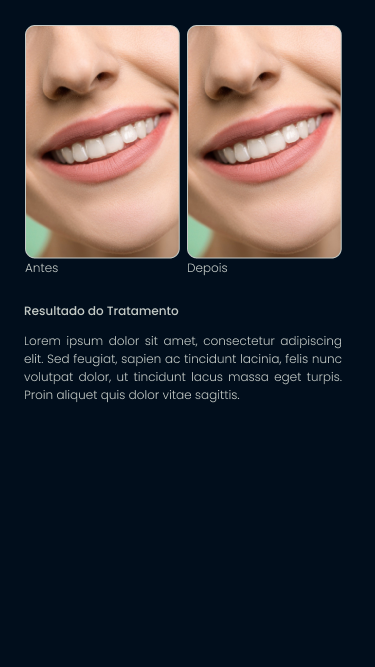 Antes
Depois
Resultado do Tratamento
Lorem ipsum dolor sit amet, consectetur adipiscing
elit. Sed feugiat, sapien ac tincidunt lacinia, felis nunc
volutpat dolor, ut tincidunt lacus massa eget turpis.
Proin aliquet quis dolor vitae sagittis.